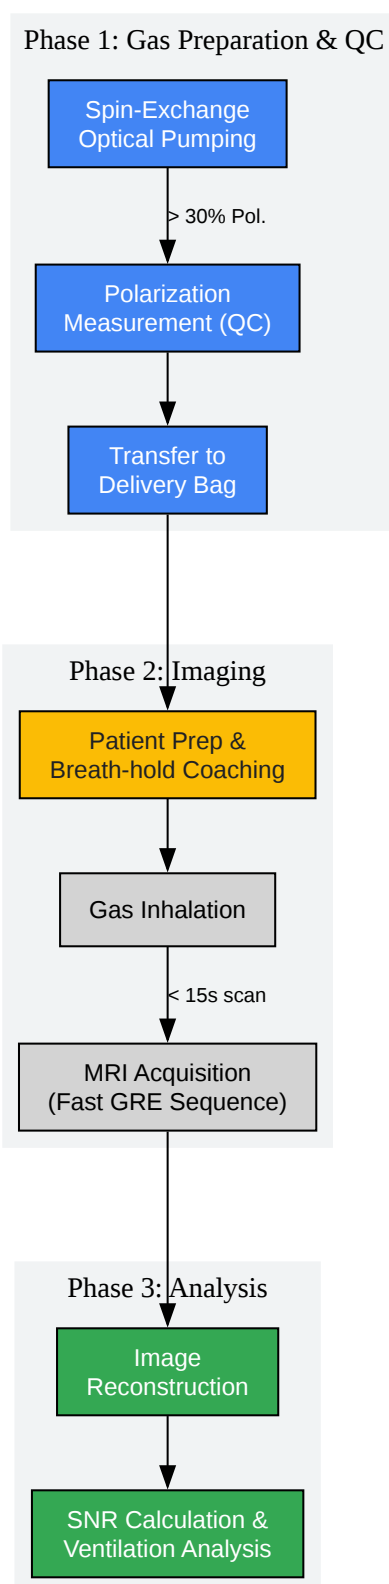 Phase 1: Gas Preparation & QC
Spin-Exchange
Optical Pumping
> 30% Pol.
Polarization
Measurement (QC)
Transfer to
Delivery Bag
Phase 2: Imaging
Patient Prep &
Breath-hold Coaching
Gas Inhalation
< 15s scan
MRI Acquisition
(Fast GRE Sequence)
Phase 3: Analysis
Image
Reconstruction
SNR Calculation &
Ventilation Analysis